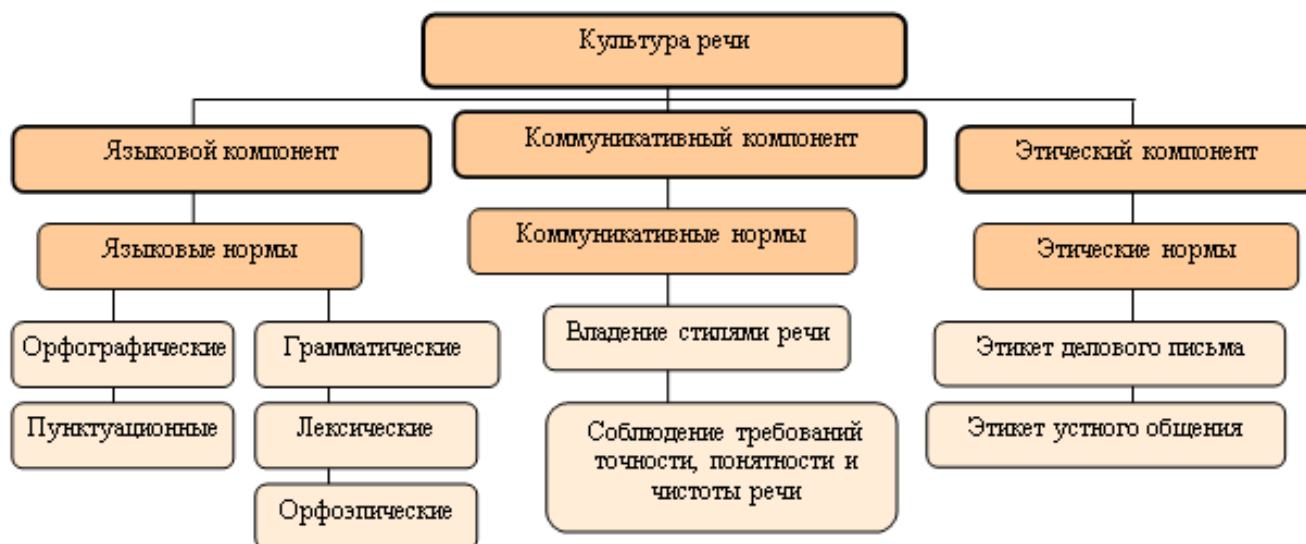 Культура речи
Языковой компонент
Коммуникативный компонент
Этический компонент
Языковые нормы
Коммуникативные нормы
Этические нормы
Орфографические
Грамматические
Владение стилями речи
Этикет делового письма
Пунктуационные
Лексические
Соблюдение требований
точности, понятности и
чистоты речи
Этикет устного общения
Орфоэпические